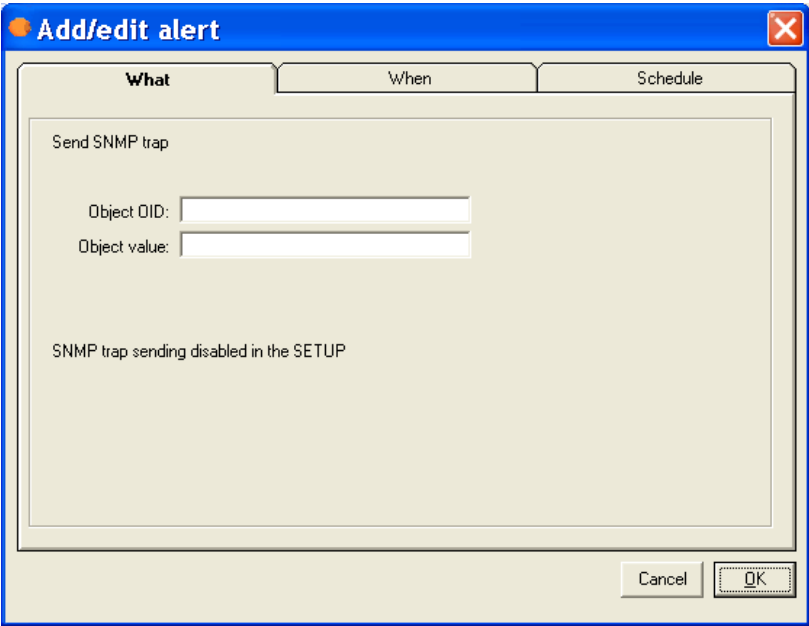 Add/edit alert
What When Schedule
Send SNMP trap
Object OID:
Object value:
SNMP trap sending disabled in the SETUP
Cancel OK